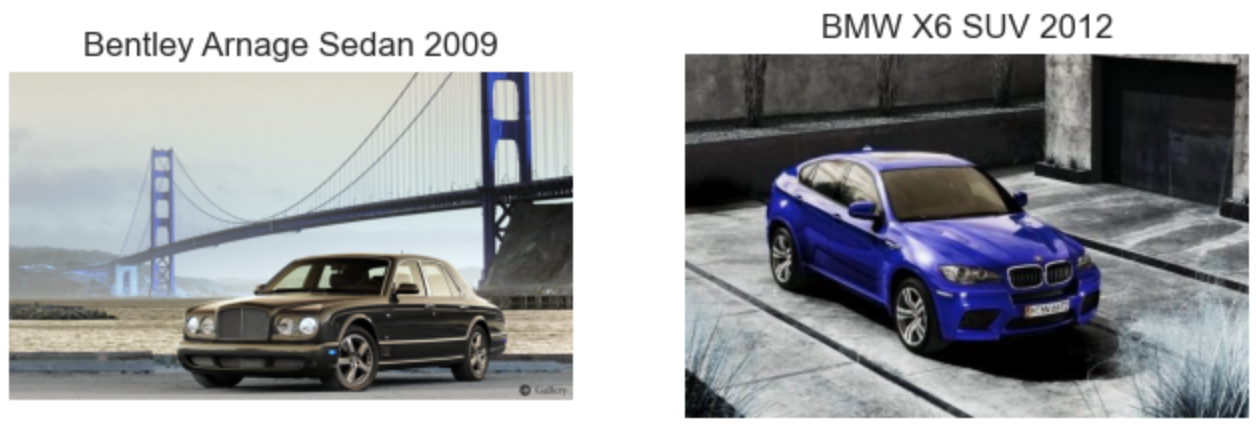 Bentley Arnage Sedan 2009
BMW X6 SUV 2012
Gallery